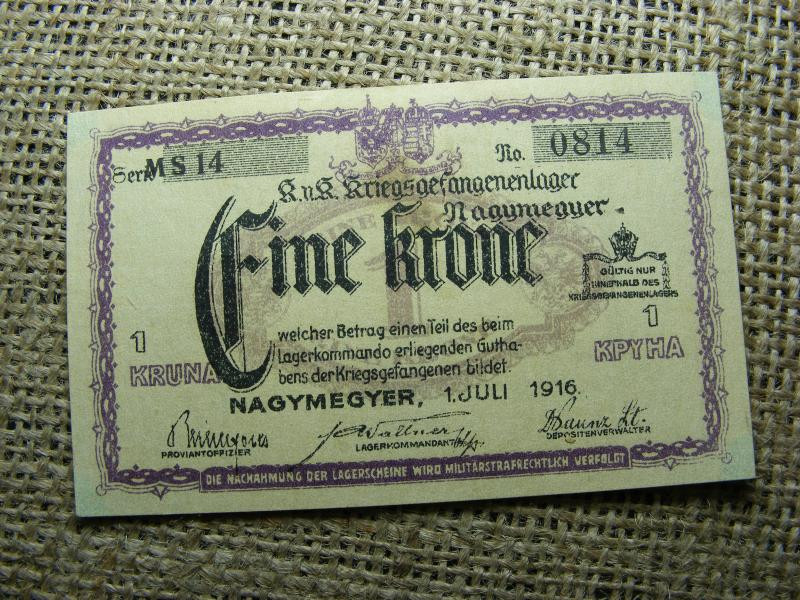 Serie MS 14
No. 0814
K.u.K. Kriegsgefangenenlager
Nagymegyer.
Eine Krone
GÜLTIG NUR
INNERHALB DES
KRIEGSGEFANGENENLAGERS
welcher Betrag einen Teil des beim
Lagerkommando erliegenden Gutha-
bens der Kriegsgefangenen bildet.
1
KRUNA
1
КРУНА
NAGYMEGYER, 1. JULI 1916.
PROVIANTOFFIZIER
LAGERKOMMANDANT
DEPOSITENVERWALTER
DIE NACHAHMUNG DER LAGERSCHEINE WIRD MILITÄRSTRAFRECHTLICH VERFOLGT